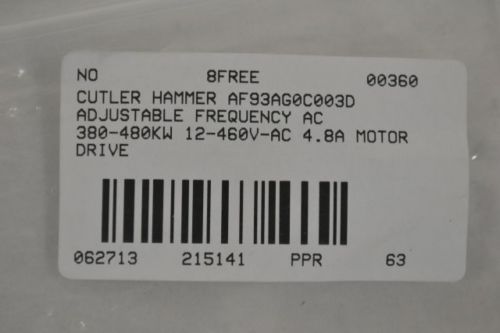 NO 8FREE 00360
CUTLER HAMMER AF93AG0C003D
ADJUSTABLE FREQUENCY AC
380-480KW 12-460V-AC 4.8A MOTOR
DRIVE
062713 215141 PPR 63